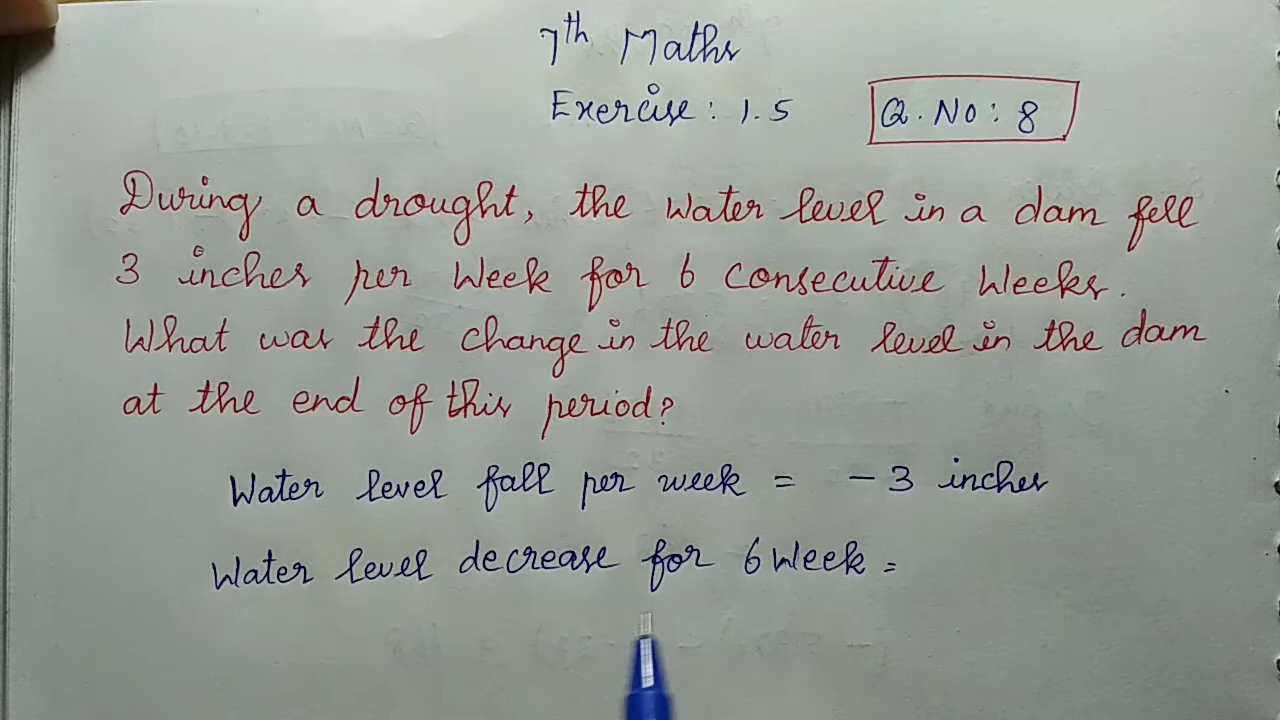 7th Maths
Exercise: 1.5 Q. No: 8
During a drought, the water level in a dam fell
3 inches per week for 6 consecutive weeks.
What was the change in the water level in the dam
at the end of this period?
Water level fall per week = -3 inches
Water level decrease for 6 week =